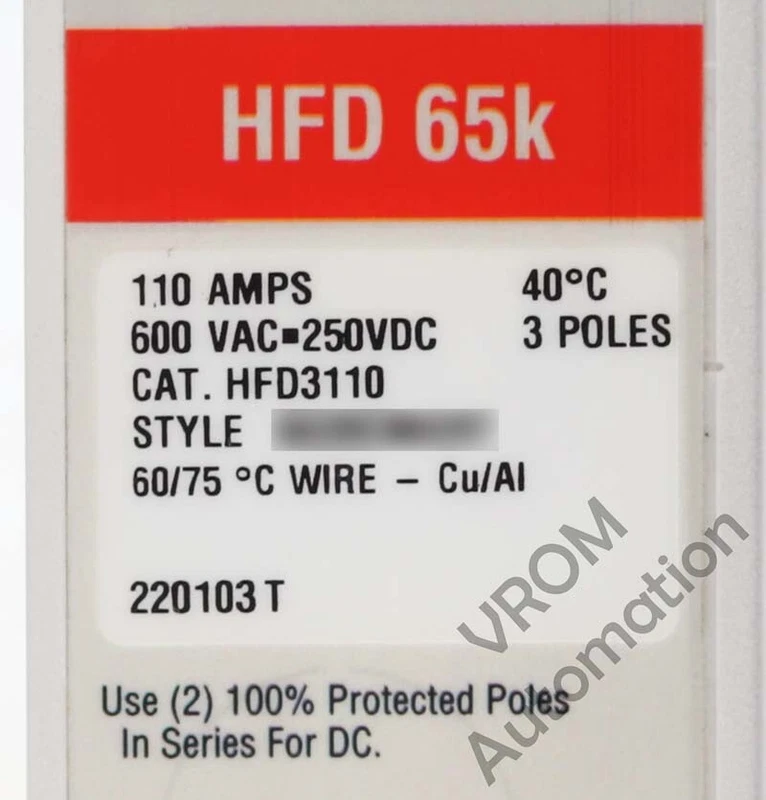 HFD 65k
110 AMPS 40°C
600 VAC▪250VDC 3 POLES
CAT. HFD3110
STYLE
60/75 °C WIRE – Cu/Al
220103 T
Use (2) 100% Protected Poles
In Series For DC.
VROM
Automation